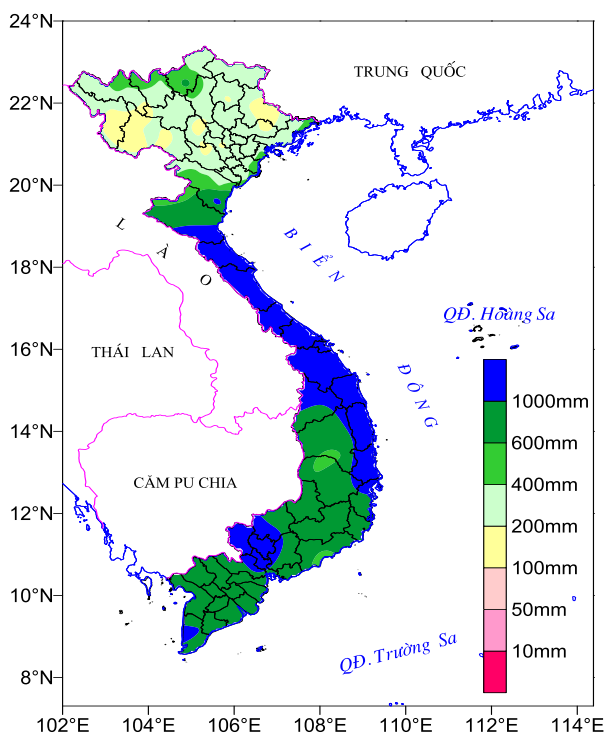 24°N
22°N
20°N
18°N
16°N
14°N
12°N
10°N
8°N
TRUNG QUỐC
LÀO
BIỂN
ĐÔNG
QĐ. Hoàng Sa
THÁI LAN
CĂM PU CHIA
QĐ. Trường Sa
1000mm
600mm
400mm
200mm
100mm
50mm
10mm
102°E 104°E 106°E 108°E 110°E 112°E 114°E